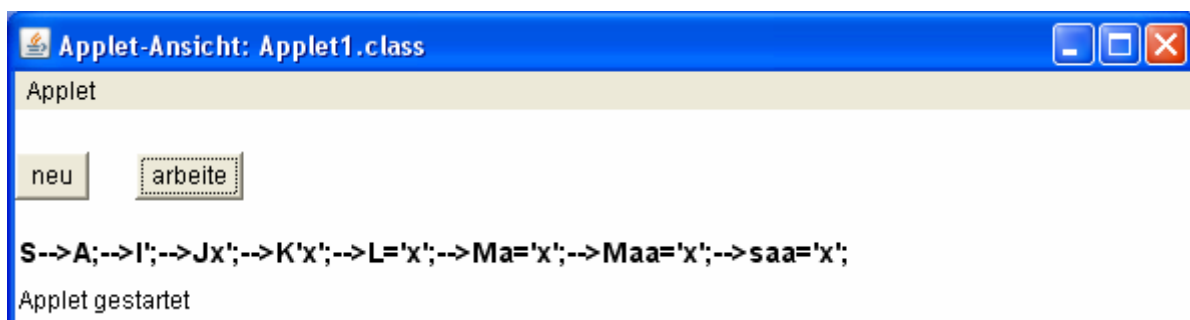 Applet-Ansicht: Applet1.class
Applet
neu arbeite
S-->A;-->I';-->Jx';-->K'x';-->L='x';-->Ma='x';-->Maa='x';-->saa='x';
Applet gestartet